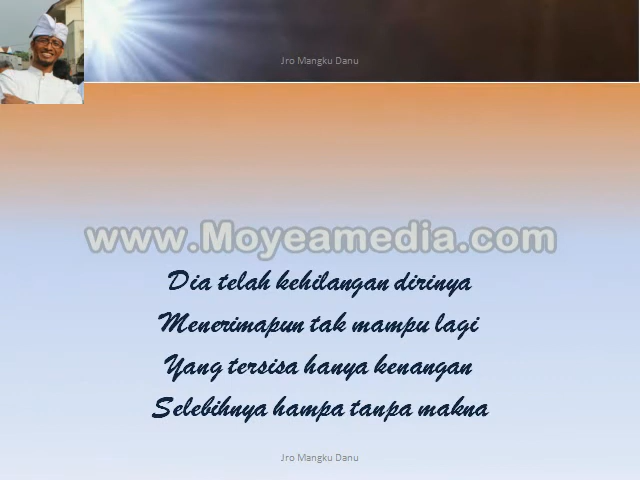 Jro Mangku Danu
www.Moyeamedia.com
Dia telah kehilangan dirinya
Menerimapun tak mampu lagi
Yang tersisa hanya kenangan
Selebihnya hampa tanpa makna
Jro Mangku Danu